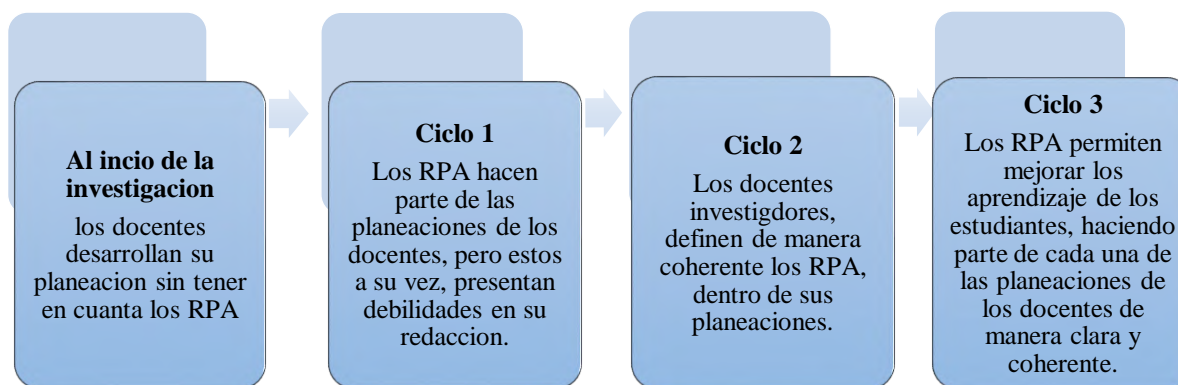 Al incio de la
investigacion
los docentes
desarrollan su
planeacion sin tener
en cuanta los RPA
Ciclo 1
Los RPA hacen
parte de las
planeaciones de los
docentes, pero estos
a su vez, presentan
debilidades en su
redaccion.
Ciclo 2
Los docentes
investigdores,
definen de manera
coherente los RPA,
dentro de sus
planeaciones.
Ciclo 3
Los RPA permiten
mejorar los
aprendizaje de los
estudiantes, haciendo
parte de cada una de
las planeaciones de
los docentes de
manera clara y
coherente.